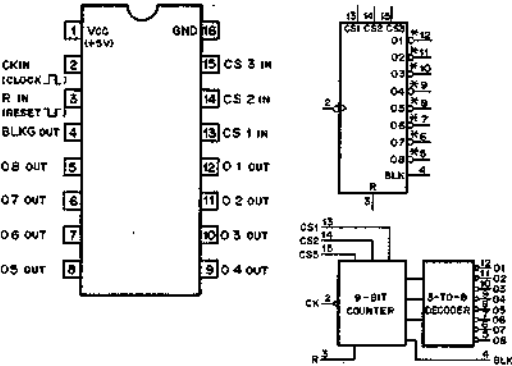 1 VCC (+5V)
GND 16
CKIN (CLOCK) 2
15 CS 3 IN
R IN (RESET) 3
14 CS 2 IN
BLKG OUT 4
13 CS 1 IN
O8 OUT 5
12 O 1 OUT
O7 OUT 6
11 O 2 OUT
O6 OUT 7
10 O 3 OUT
O5 OUT 8
9 O 4 OUT
13 14 15
CS1 CS2 CS3
O1 *12
O2 *11
O3 *10
O4 *9
2
O5 *8
O6 *7
O7 *6
O8 *5
BLK 4
R
3
CS1 13
CS2 14
CS3 15
CK 2
9-BIT COUNTER
3-TO-8 DECODER
12 O1
11 O2
10 O3
O4
O5
O6
O7
O8
R 3
4 BLK